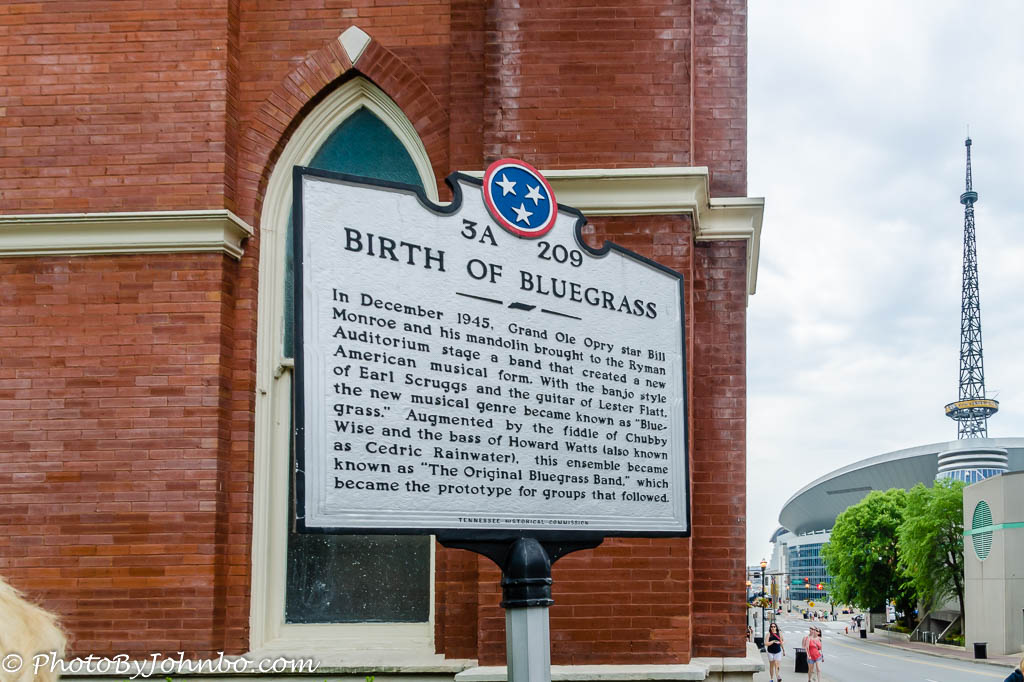 3A 209
BIRTH OF BLUEGRASS
In December 1945, Grand Ole Opry star Bill
Monroe and his mandolin brought to the Ryman
Auditorium stage a band that created a new
American musical form. With the banjo style
of Earl Scruggs and the guitar of Lester Flatt,
the new musical genre became known as "Blue-
grass." Augmented by the fiddle of Chubby
Wise and the bass of Howard Watts (also known
as Cedric Rainwater), this ensemble became
known as "The Original Bluegrass Band," which
became the prototype for groups that followed.
TENNESSEE HISTORICAL COMMISSION
© PhotoByJohnbo.com